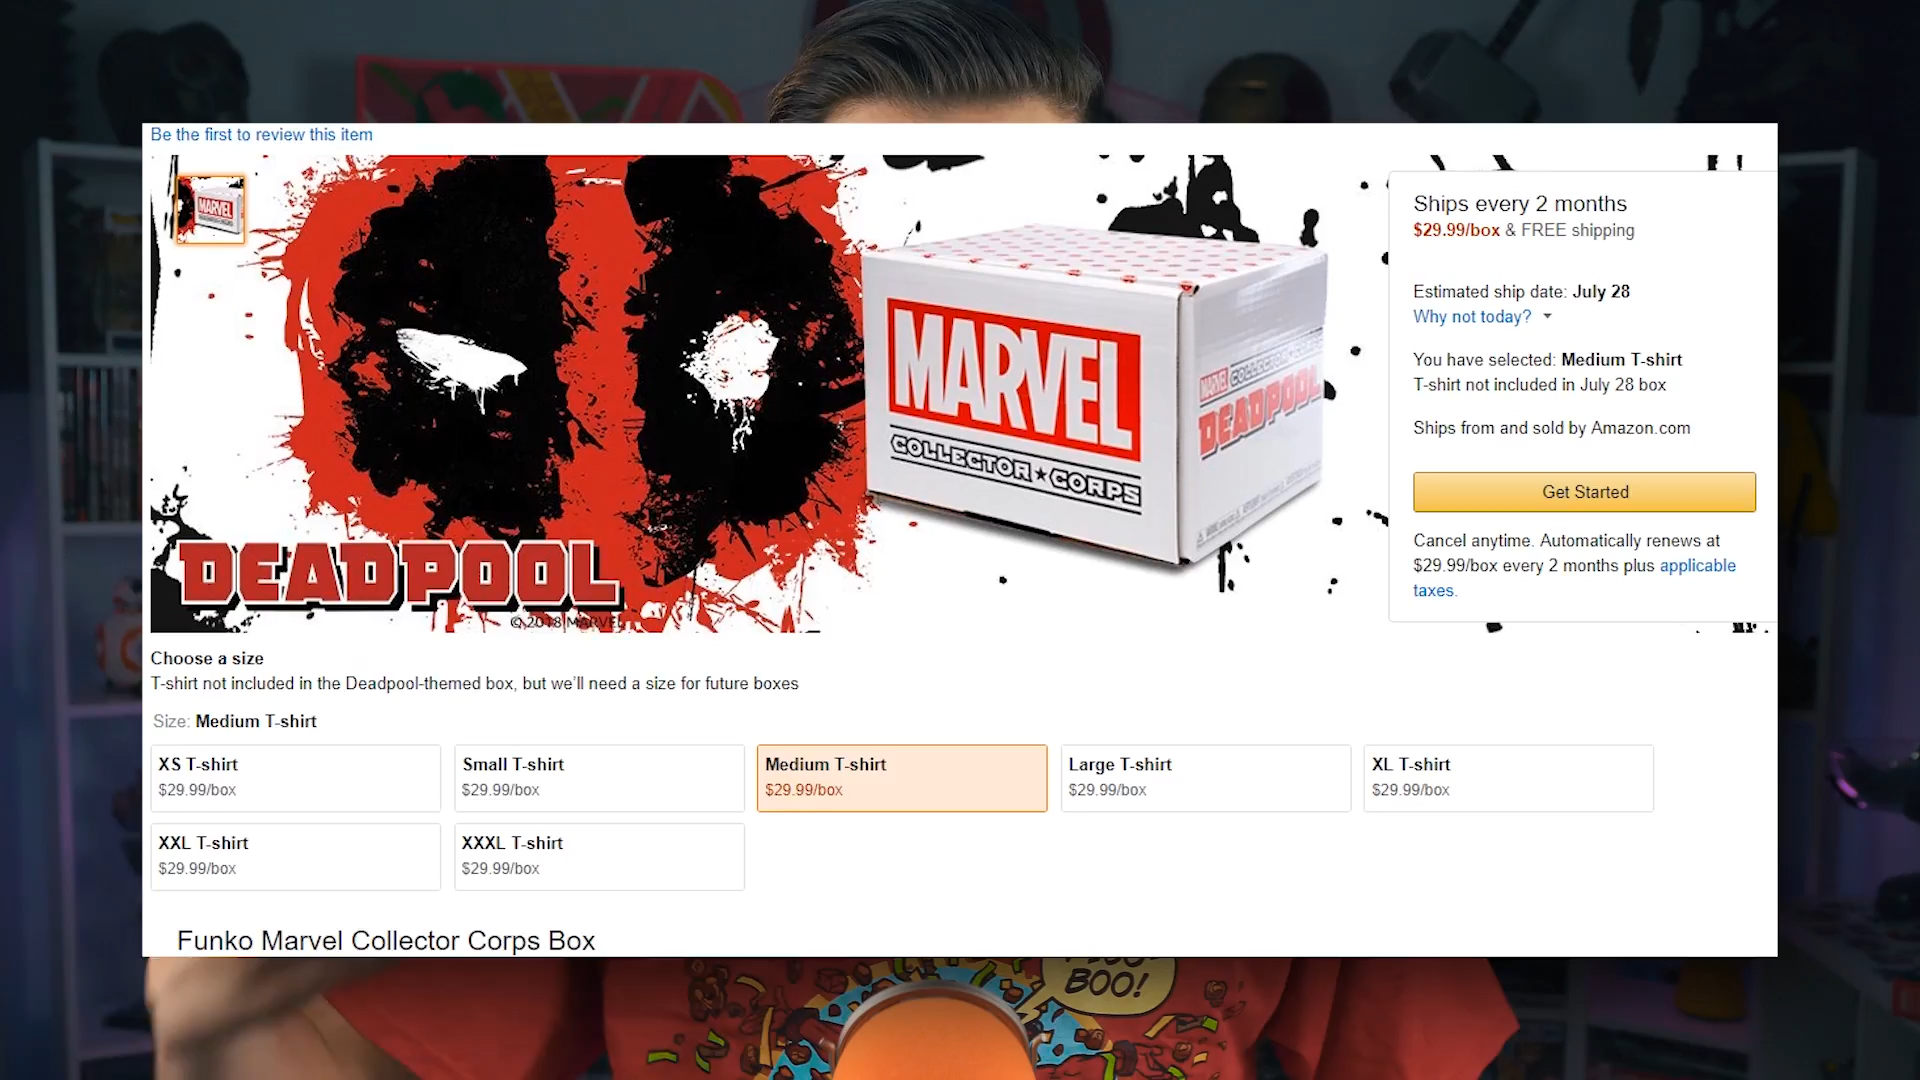 Be the first to review this item
MARVEL
MARVEL
COLLECTOR★CORPS
MARVEL COLLECTOR★CORPS
DEADPOOL
DEADPOOL
© 2018 MARVEL
Ships every 2 months
$29.99/box & FREE shipping
Estimated ship date: July 28
Why not today?
You have selected: Medium T-shirt
T-shirt not included in July 28 box
Ships from and sold by Amazon.com
Get Started
Cancel anytime. Automatically renews at
$29.99/box every 2 months plus applicable
taxes.
Choose a size
T-shirt not included in the Deadpool-themed box, but we'll need a size for future boxes
Size: Medium T-shirt
XS T-shirt
$29.99/box
Small T-shirt
$29.99/box
Medium T-shirt
$29.99/box
Large T-shirt
$29.99/box
XL T-shirt
$29.99/box
XXL T-shirt
$29.99/box
XXXL T-shirt
$29.99/box
Funko Marvel Collector Corps Box
BOO!